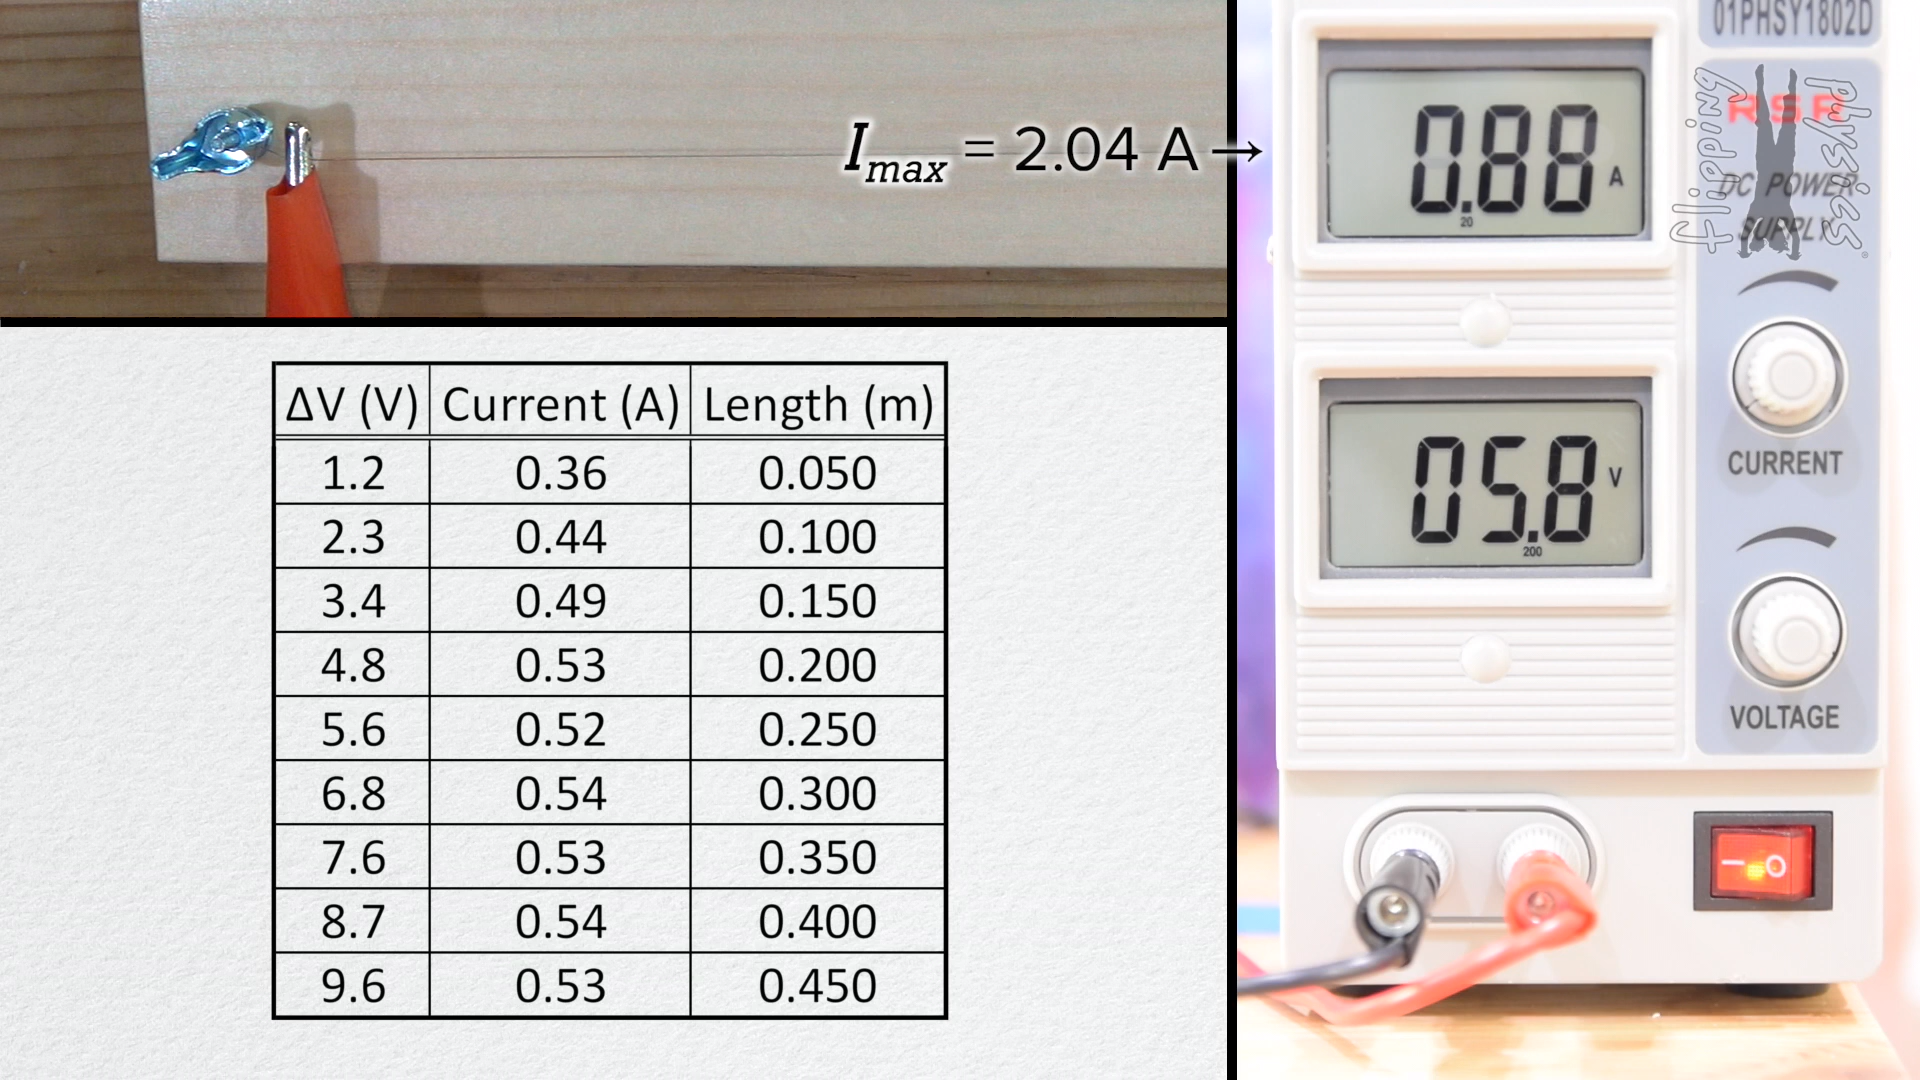 I_max = 2.04 A →
ΔV (V) Current (A) Length (m)
1.2 0.36 0.050
2.3 0.44 0.100
3.4 0.49 0.150
4.8 0.53 0.200
5.6 0.52 0.250
6.8 0.54 0.300
7.6 0.53 0.350
8.7 0.54 0.400
9.6 0.53 0.450
01PHSY1802D
0.88 A
20
RSR
DC POWER
SUPPLY
flipping physics®
CURRENT
05.8 V
200
VOLTAGE